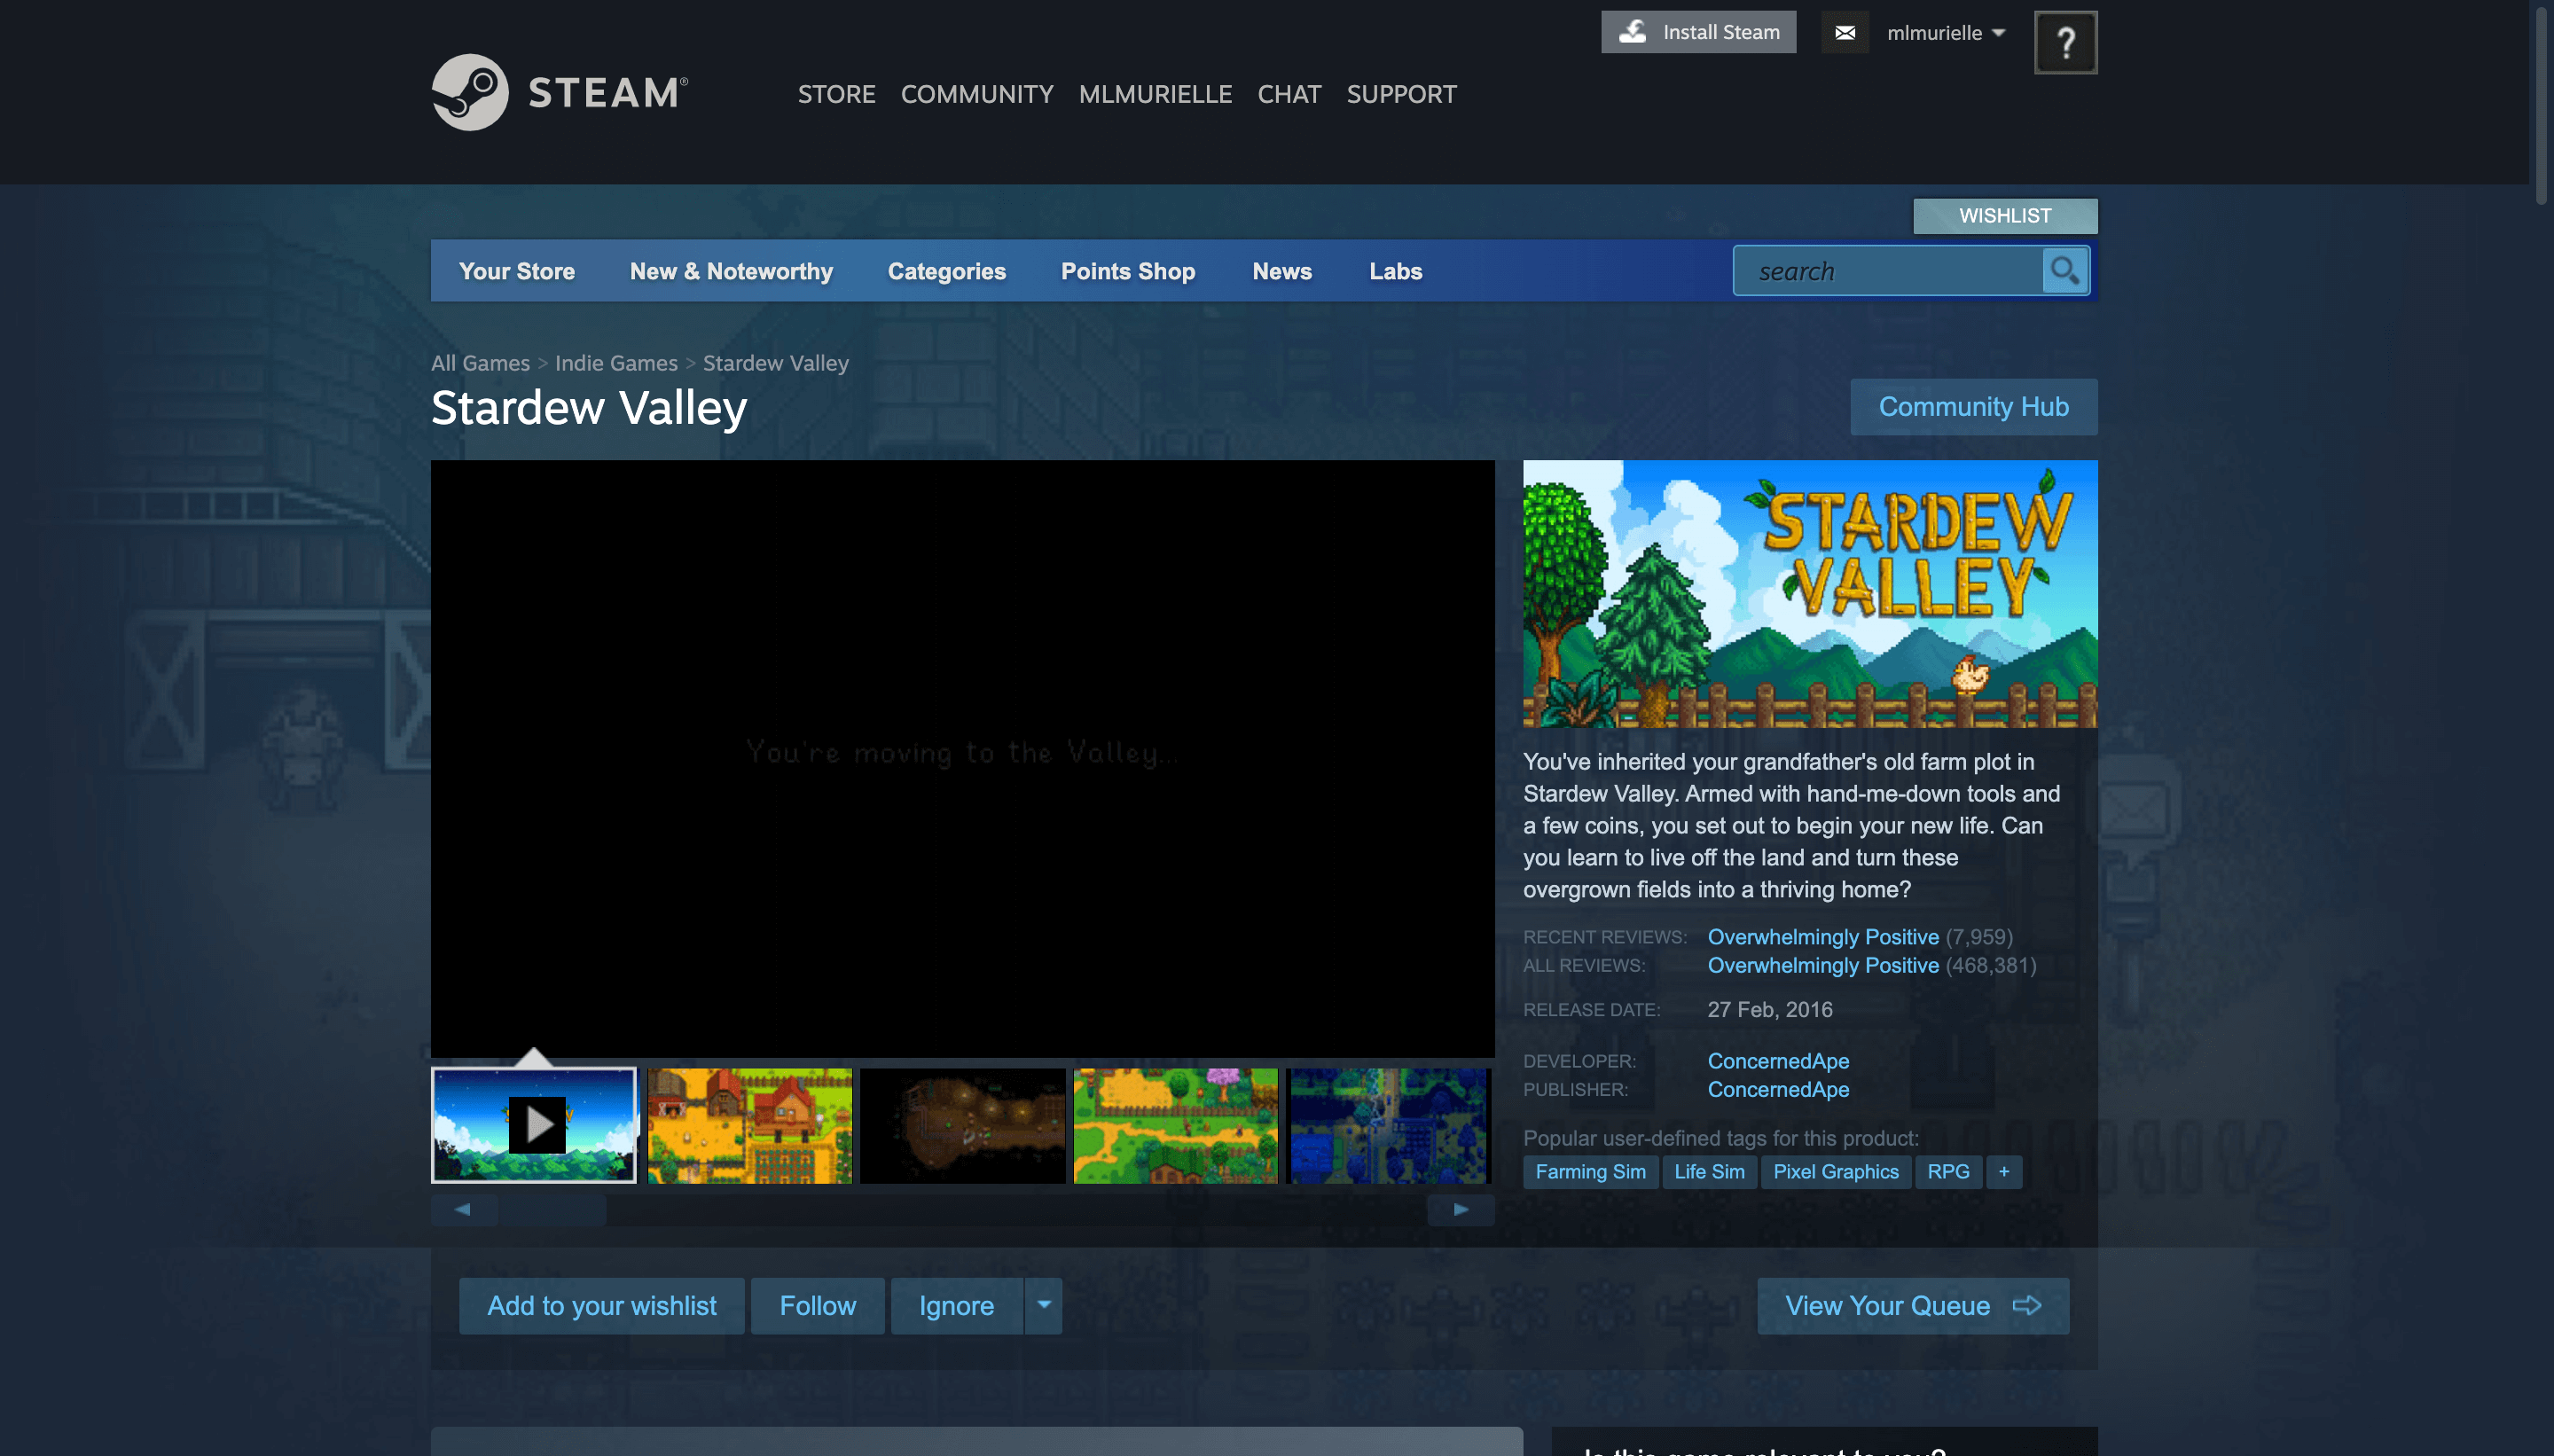 Install Steam
mlmurielle
?
STEAM®
STORE COMMUNITY MLMURIELLE CHAT SUPPORT
WISHLIST
Your Store New & Noteworthy Categories Points Shop News Labs
search
All Games > Indie Games > Stardew Valley
Stardew Valley
Community Hub
You're moving to the Valley...
STARDEW
VALLEY
You've inherited your grandfather's old farm plot in
Stardew Valley. Armed with hand-me-down tools and
a few coins, you set out to begin your new life. Can
you learn to live off the land and turn these
overgrown fields into a thriving home?
RECENT REVIEWS: Overwhelmingly Positive (7,959)
ALL REVIEWS: Overwhelmingly Positive (468,381)
RELEASE DATE: 27 Feb, 2016
DEVELOPER: ConcernedApe
PUBLISHER: ConcernedApe
Popular user-defined tags for this product:
Farming Sim Life Sim Pixel Graphics RPG +
Add to your wishlist Follow Ignore
View Your Queue
Is this game relevant to you?